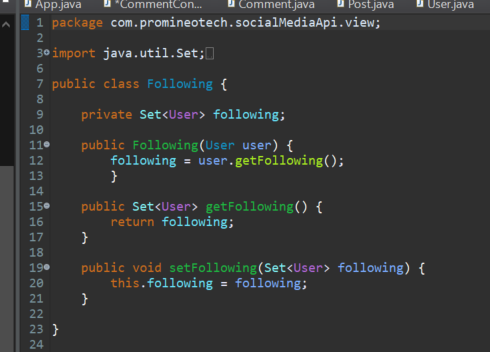 App.java *CommentCon... Comment.java Post.java User.java
1 package com.promineotech.socialMediaApi.view;
2
3 import java.util.Set;
6
7 public class Following {
8
9 private Set<User> following;
10
11 public Following(User user) {
12 following = user.getFollowing();
13 }
14
15 public Set<User> getFollowing() {
16 return following;
17 }
18
19 public void setFollowing(Set<User> following) {
20 this.following = following;
21 }
22
23 }
24